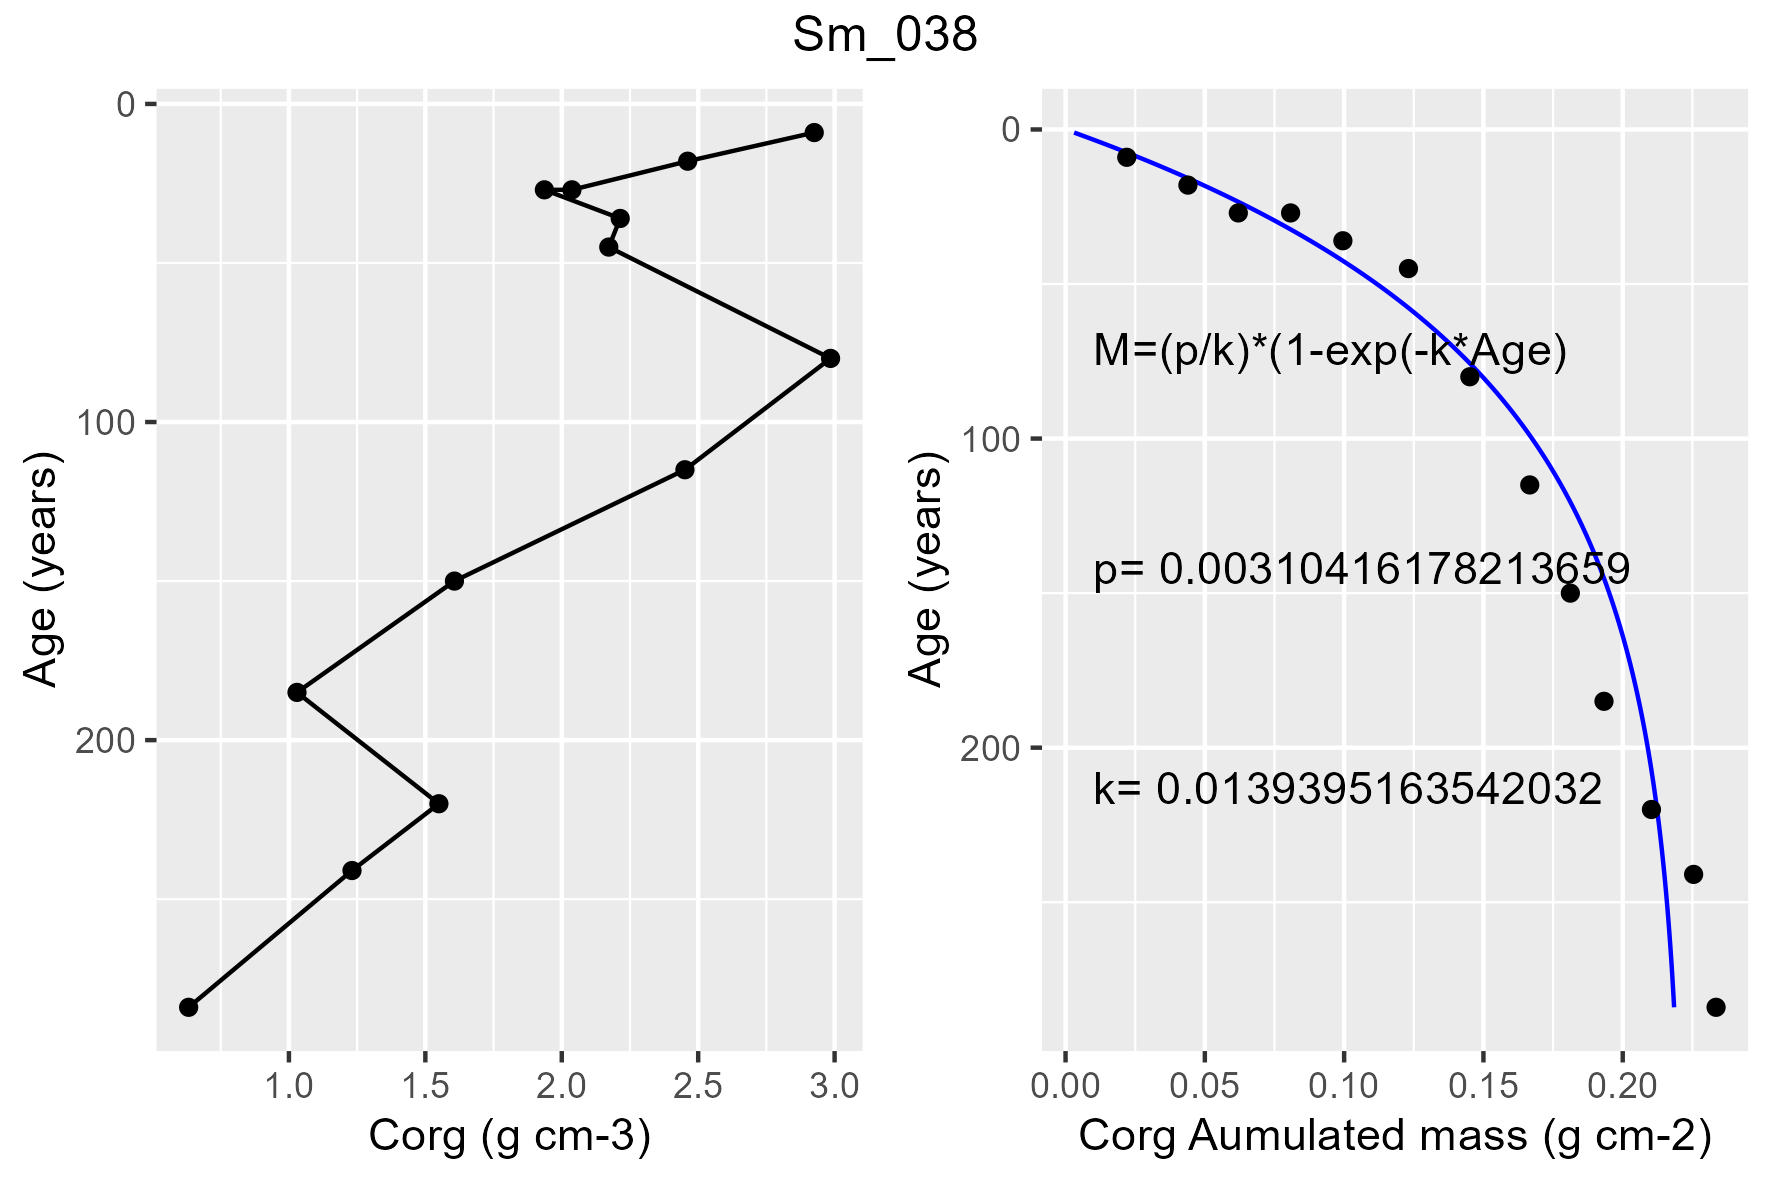 Sm_038
0
100
200
Age (years)
1.0 1.5 2.0 2.5 3.0
Corg (g cm-3)
0
100
200
Age (years)
M=(p/k)*(1-exp(-k*Age)
p= 0.00310416178213659
k= 0.0139395163542032
0.00 0.05 0.10 0.15 0.20
Corg Aumulated mass (g cm-2)